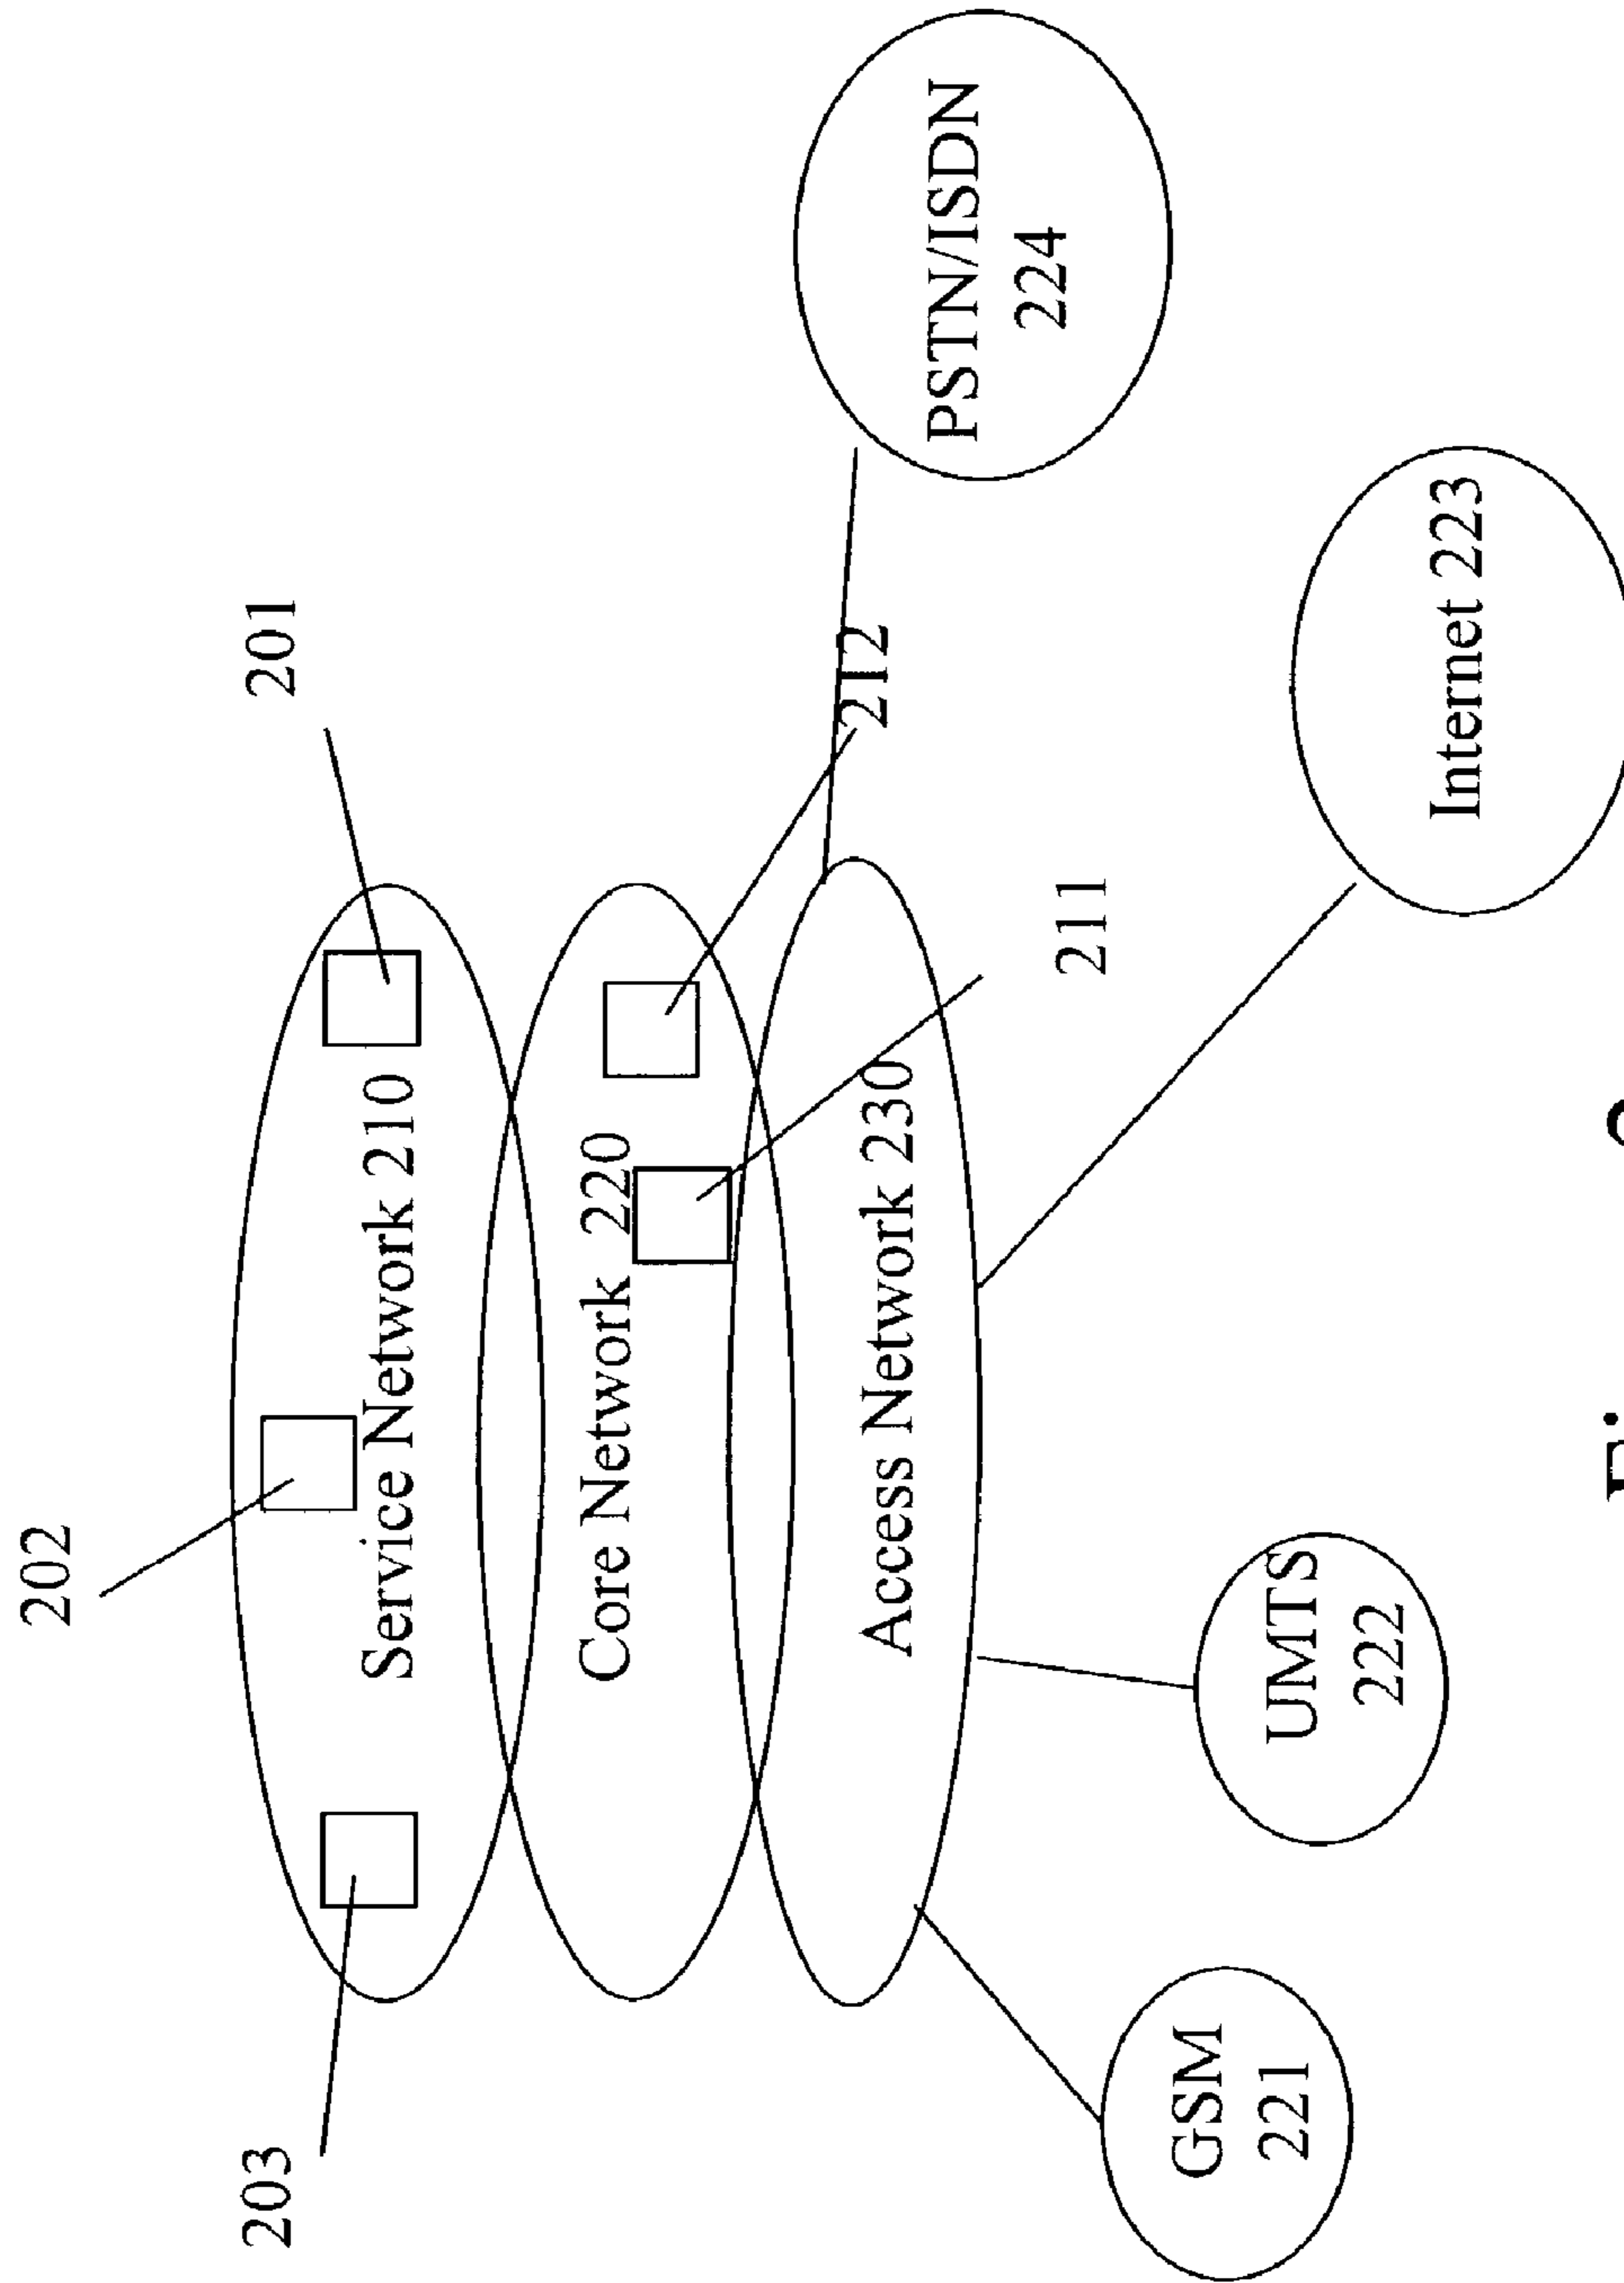 202
203
201
Service Network 210
Core Network 220
212
Access Network 230
211
PSTN/ISDN
224
GSM
221
UMTS
222
Internet 223